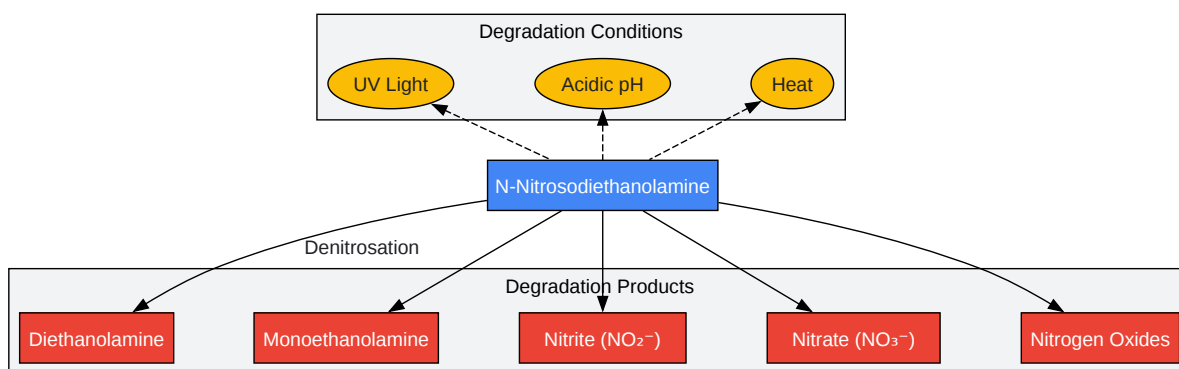 Degradation Conditions
UV Light
Acidic pH
Heat
N-Nitrosodiethanolamine
Denitrosation
Degradation Products
Diethanolamine
Monoethanolamine
Nitrite (NO₂⁻)
Nitrate (NO₃⁻)
Nitrogen Oxides